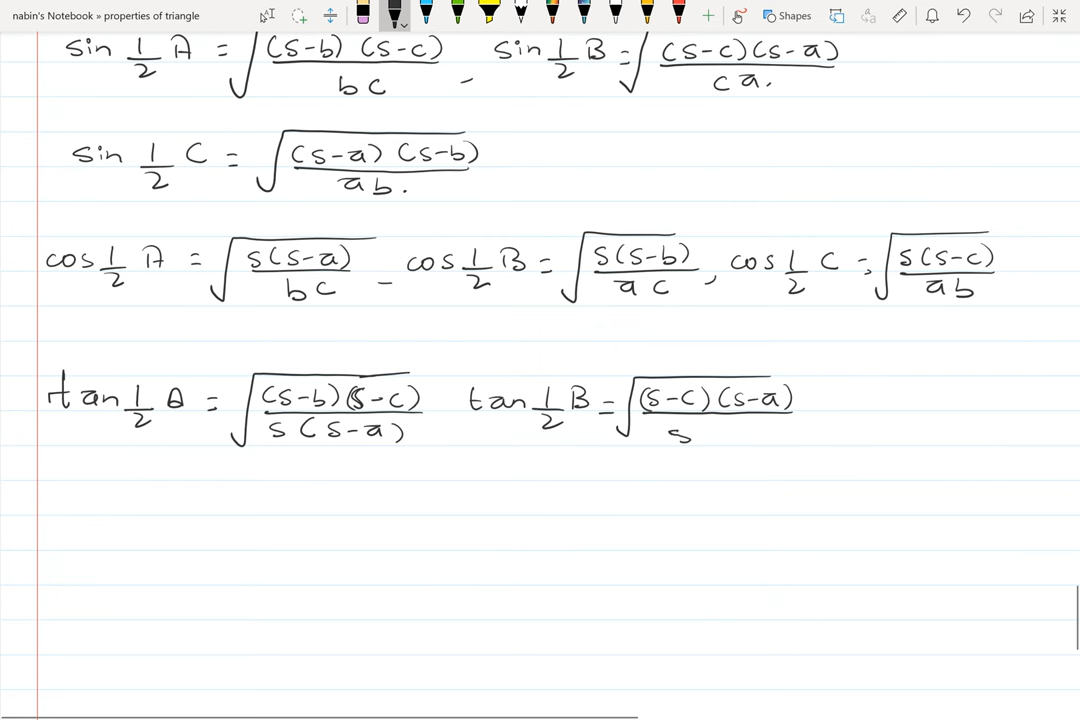 nabin's Notebook » properties of triangle
Shapes
sin 1/2 A = √((s-b) (s-c) / bc) - sin 1/2 B = √((s-c)(s-a) / ca.
sin 1/2 C = √((s-a) (s-b) / ab.
cos 1/2 A = √(s(s-a) / bc) - cos 1/2 B = √(s(s-b) / ac) , cos 1/2 C = √(s(s-c) / ab)
tan 1/2 A = √((s-b)(s-c) / s(s-a)) tan 1/2 B = √((s-c)(s-a) / s